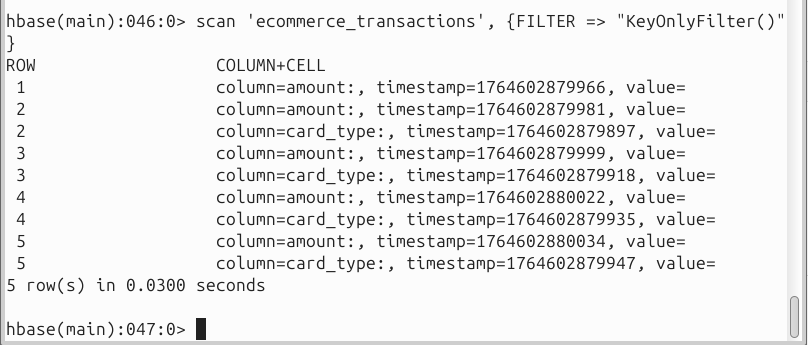 hbase(main):046:0> scan 'ecommerce_transactions', {FILTER => "KeyOnlyFilter()"
}
ROW                   COLUMN+CELL
 1                    column=amount:, timestamp=1764602879966, value=
 2                    column=amount:, timestamp=1764602879981, value=
 2                    column=card_type:, timestamp=1764602879897, value=
 3                    column=amount:, timestamp=1764602879999, value=
 3                    column=card_type:, timestamp=1764602879918, value=
 4                    column=amount:, timestamp=1764602880022, value=
 4                    column=card_type:, timestamp=1764602879935, value=
 5                    column=amount:, timestamp=1764602880034, value=
 5                    column=card_type:, timestamp=1764602879947, value=
5 row(s) in 0.0300 seconds
hbase(main):047:0>